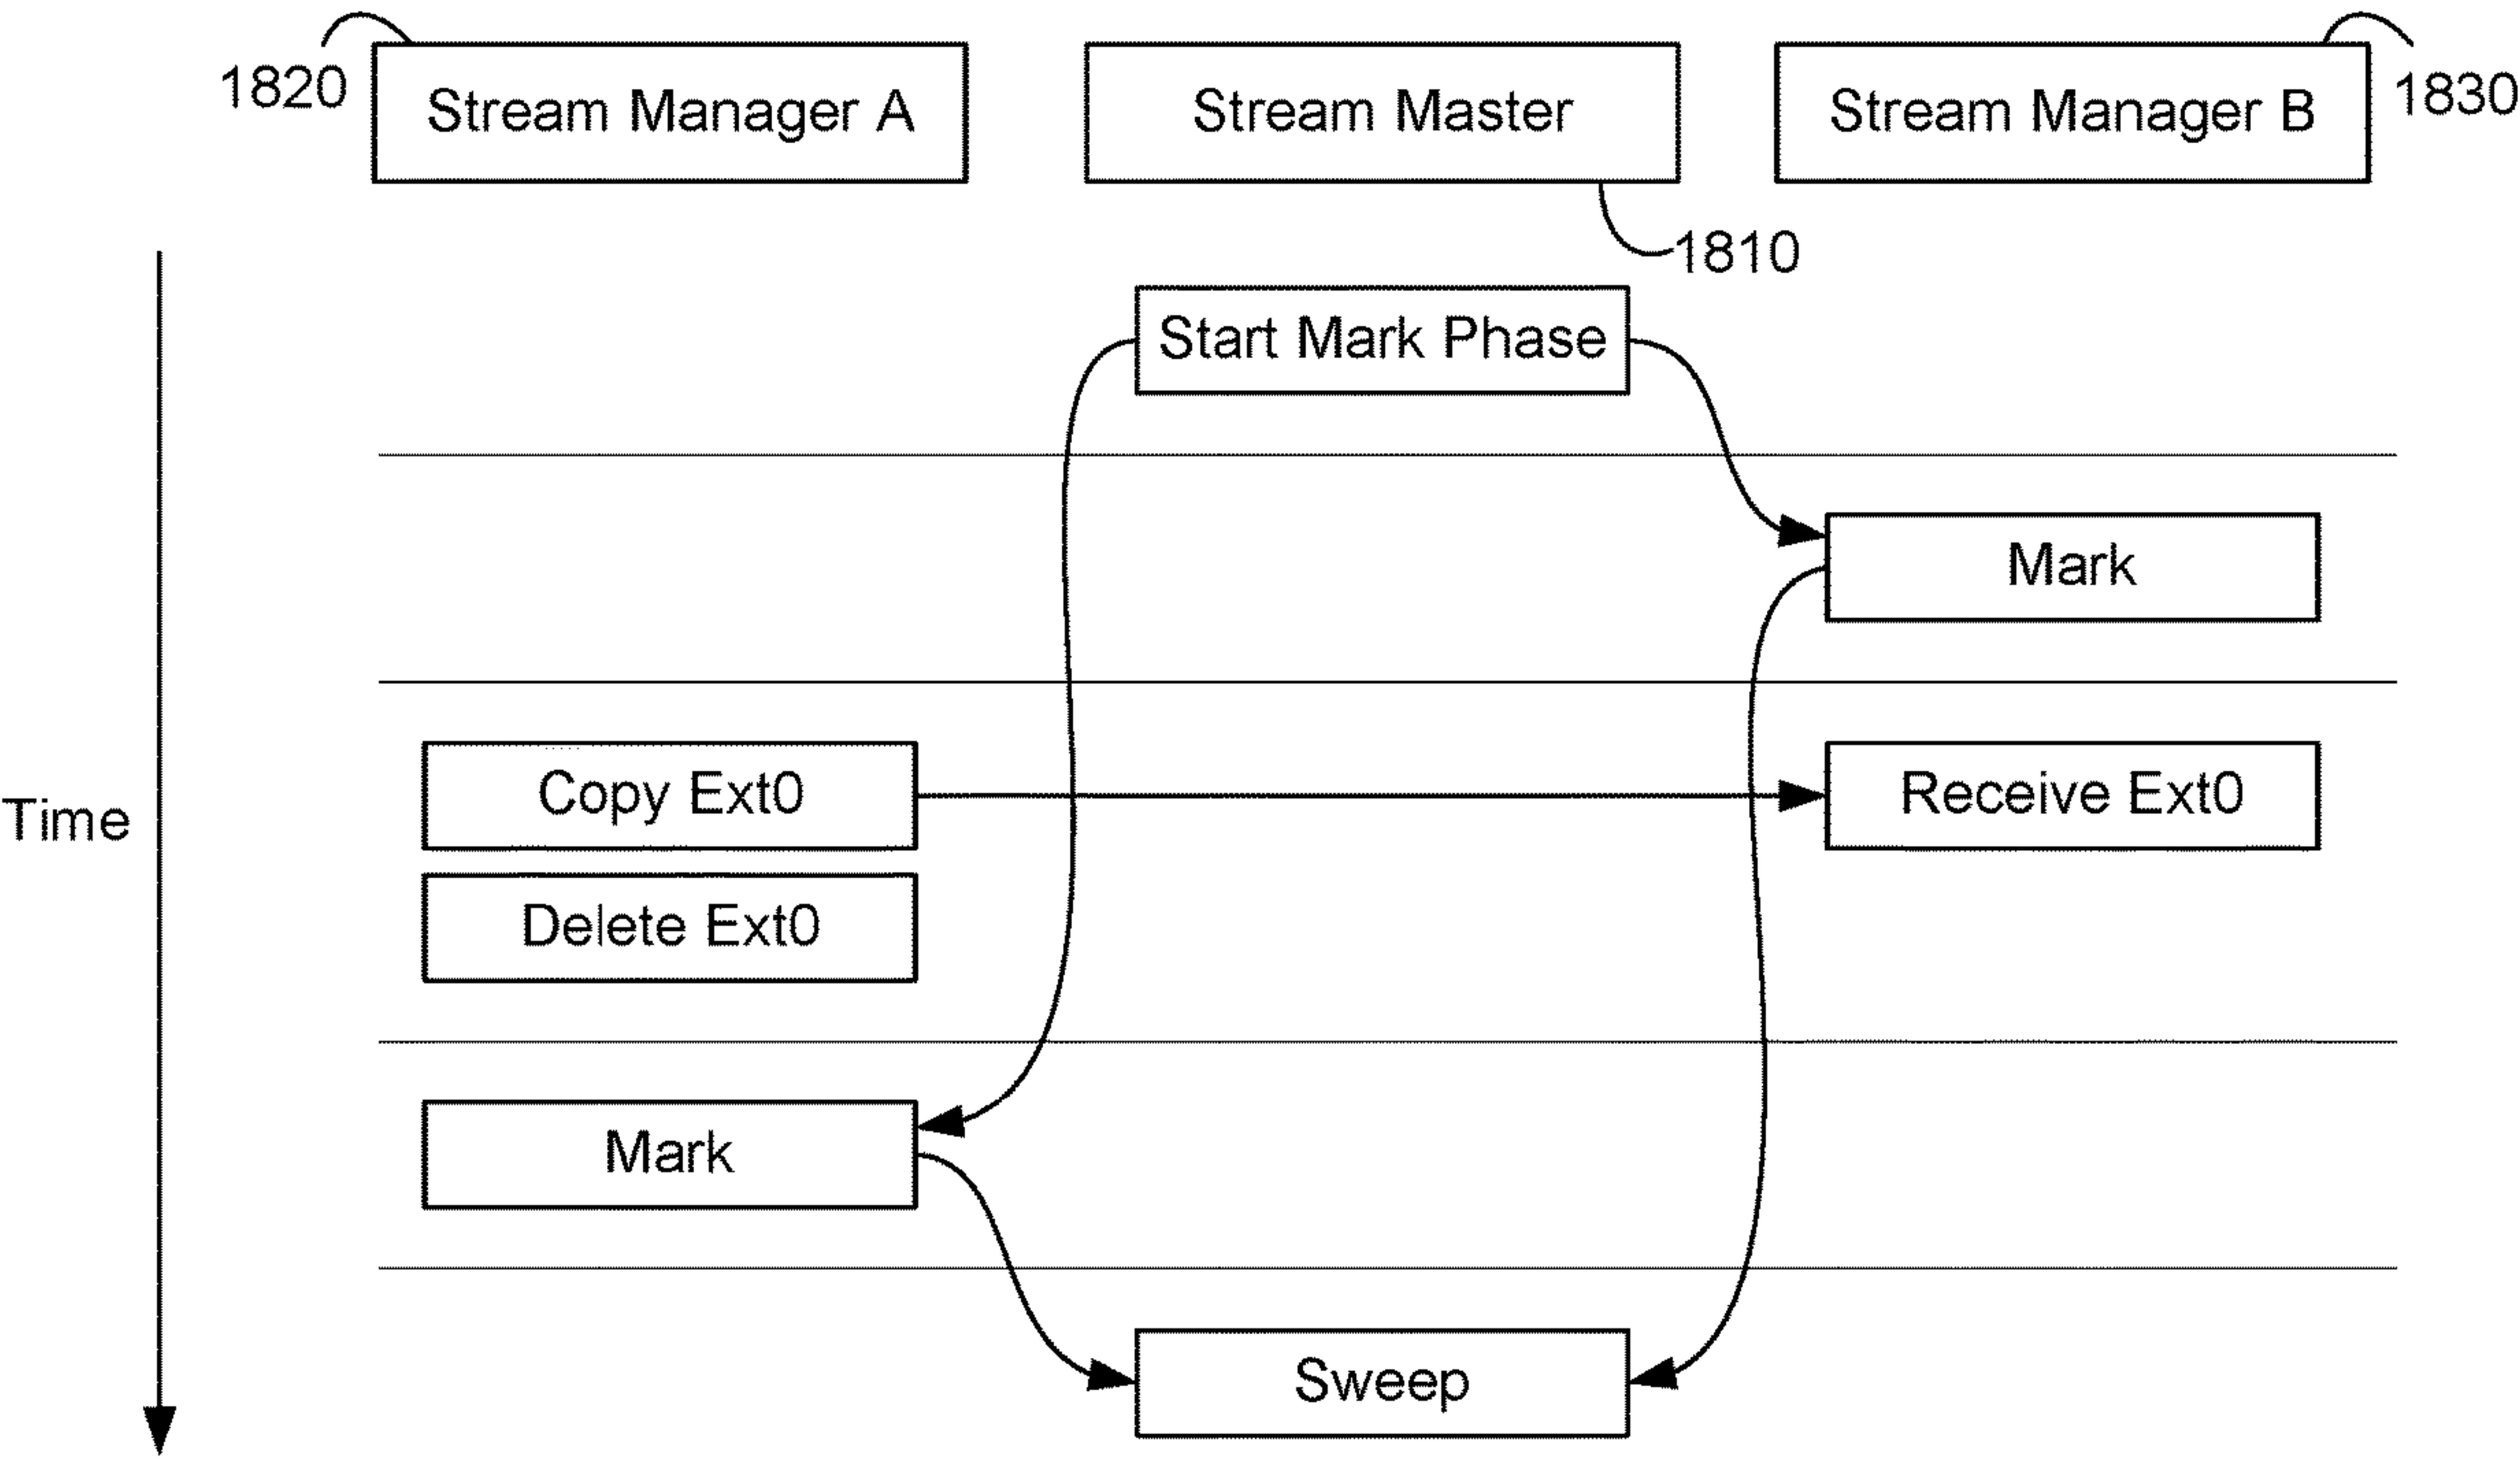 1820
Stream Manager A
Stream Master
Stream Manager B
1830
1810
Start Mark Phase
Mark
Time
Copy Ext0
Receive Ext0
Delete Ext0
Mark
Sweep